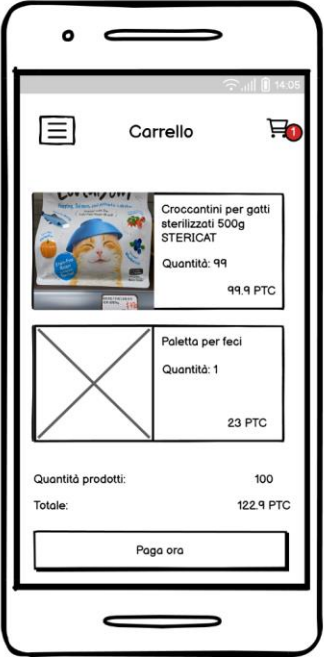 14:05
Carrello
1
Croccantini per gatti
sterilizzati 500g
STERICAT
Quantità: 99
99.9 PTC
Paletta per feci
Quantità: 1
23 PTC
Quantità prodotti: 100
Totale: 122.9 PTC
Paga ora